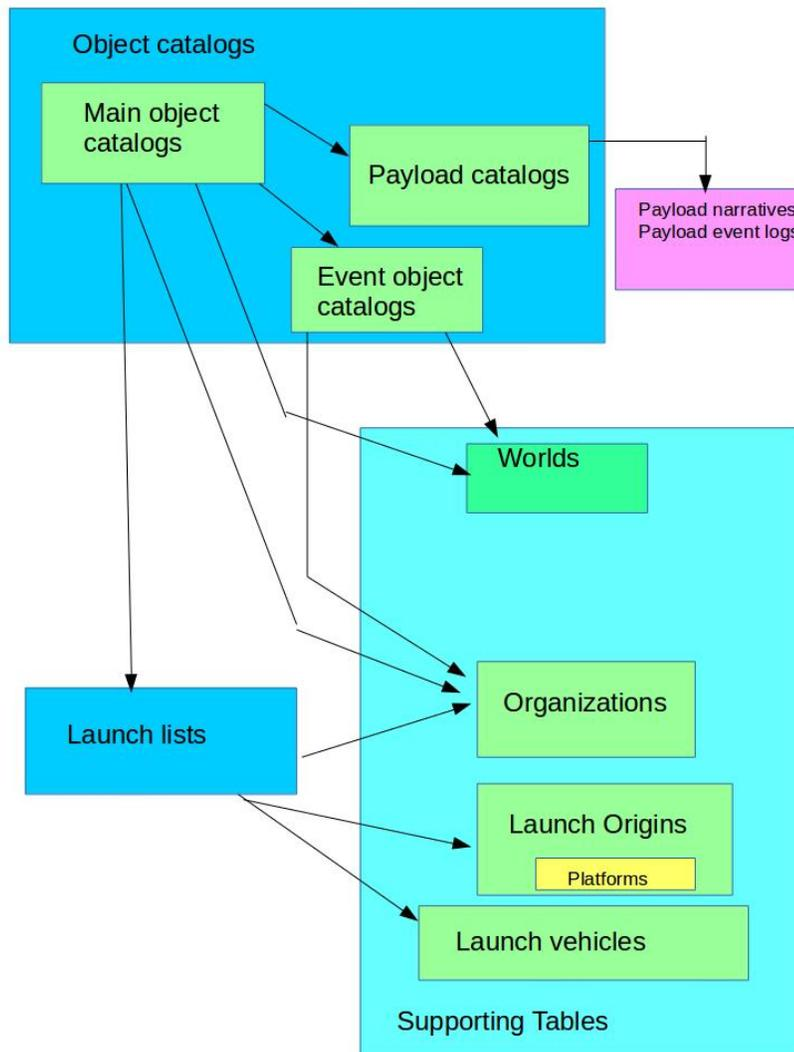 Object catalogs
Main object
catalogs
Payload catalogs
Payload narratives
Payload event logs
Event object
catalogs
Worlds
Organizations
Launch lists
Launch Origins
Platforms
Launch vehicles
Supporting Tables